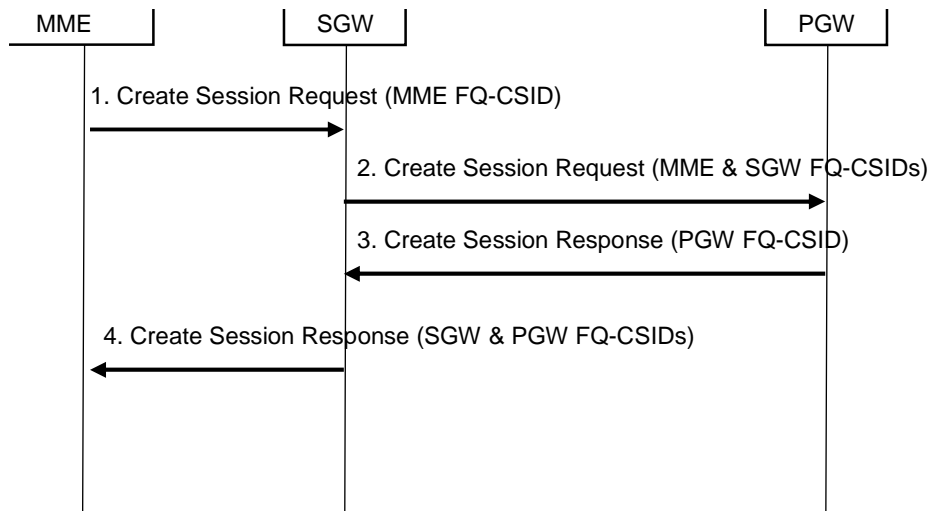 MME SGW PGW
1. Create Session Request (MME FQ-CSID)
2. Create Session Request (MME & SGW FQ-CSIDs)
3. Create Session Response (PGW FQ-CSID)
4. Create Session Response (SGW & PGW FQ-CSIDs)